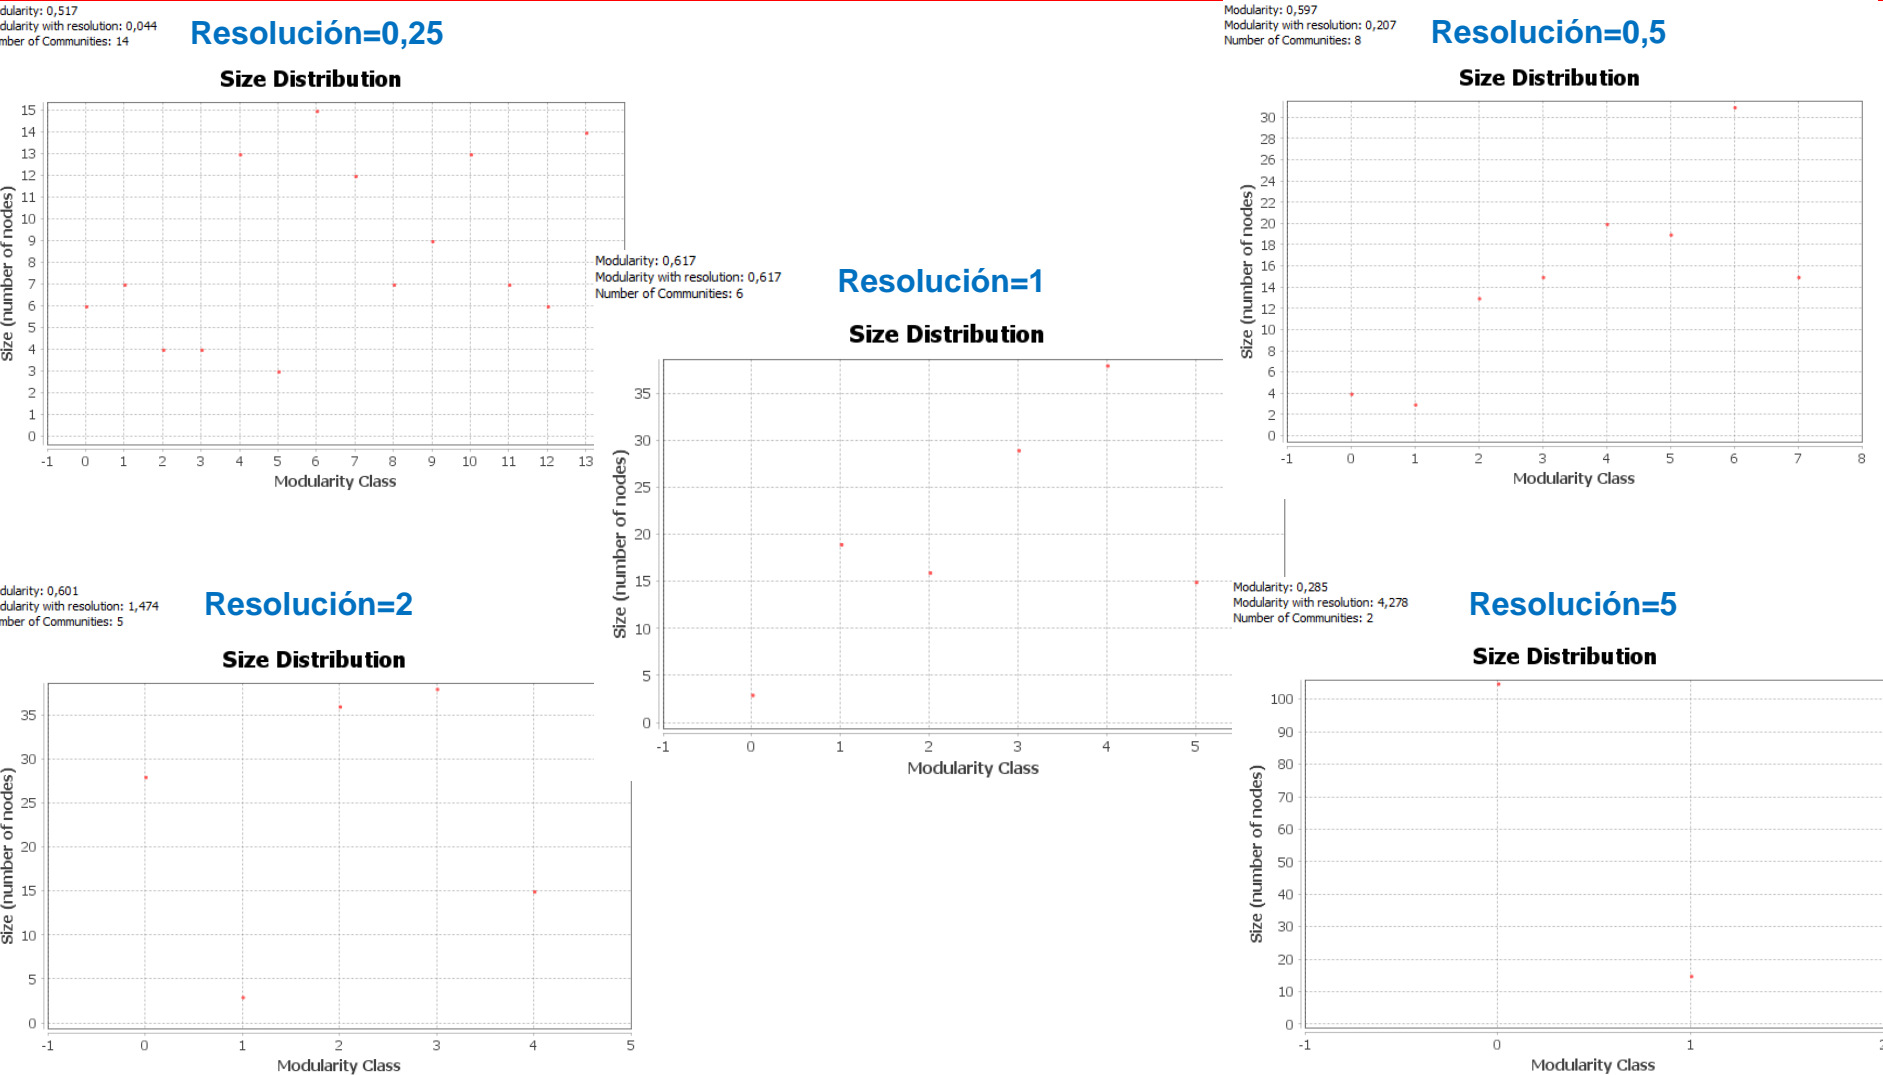 dularity: 0,517
dularity with resolution: 0,044
mber of Communities: 14
Resolución=0,25
Size Distribution
Size (number of nodes)
15
14
13
12
11
10
9
8
7
6
5
4
3
2
1
0
-1 0 1 2 3 4 5 6 7 8 9 10 11 12 13
Modularity Class
Modularity: 0,597
Modularity with resolution: 0,207
Number of Communities: 8
Resolución=0,5
Size Distribution
Size (number of nodes)
30
28
26
24
22
20
18
16
14
12
10
8
6
4
2
0
-1 0 1 2 3 4 5 6 7 8
Modularity Class
Modularity: 0,617
Modularity with resolution: 0,617
Number of Communities: 6
Resolución=1
Size Distribution
Size (number of nodes)
35
30
25
20
15
10
5
0
-1 0 1 2 3 4 5
Modularity Class
dularity: 0,601
dularity with resolution: 1,474
mber of Communities: 5
Resolución=2
Size Distribution
Size (number of nodes)
35
30
25
20
15
10
5
0
-1 0 1 2 3 4 5
Modularity Class
Modularity: 0,285
Modularity with resolution: 4,278
Number of Communities: 2
Resolución=5
Size Distribution
Size (number of nodes)
100
90
80
70
60
50
40
30
20
10
0
-1 0 1 2
Modularity Class